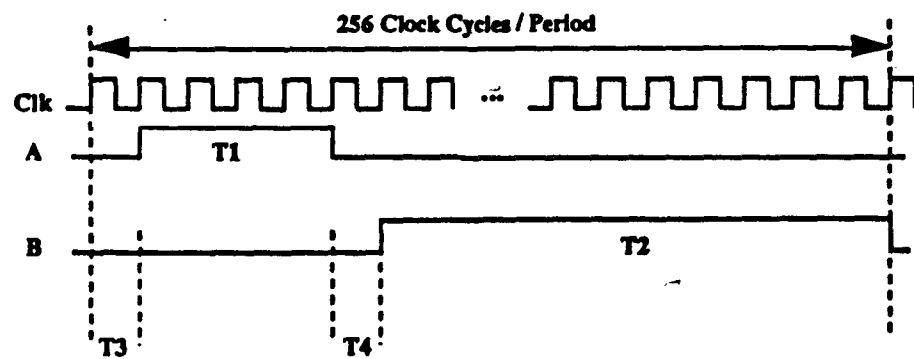 256 Clock Cycles / Period
Clk
...
A
T1
B
T2
T3
T4